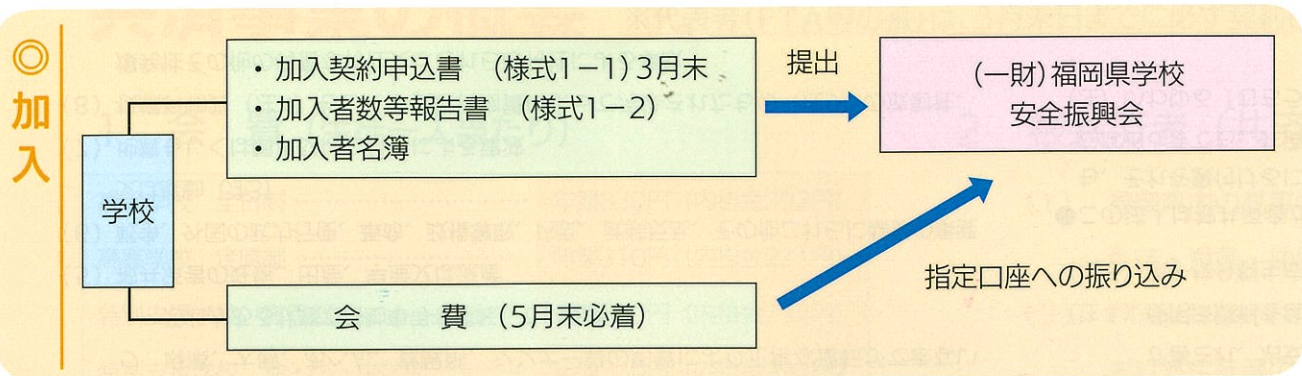 ◎加入
学校
・加入契約申込書　（様式1－1）3月末
・加入者数等報告書　（様式1－2）
・加入者名簿
提出
（一財）福岡県学校
安全振興会
会　　費　（5月末必着）
指定口座への振り込み